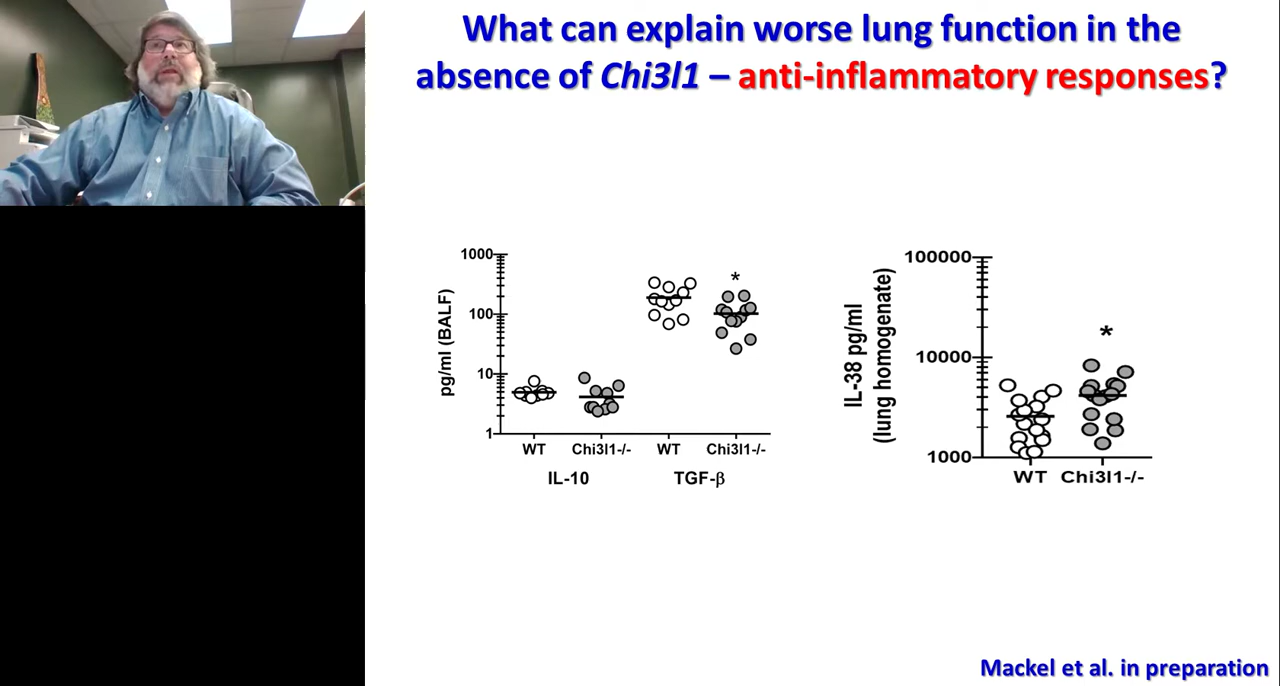 What can explain worse lung function in the
absence of Chi3l1 – anti-inflammatory responses?
pg/ml (BALF)
1000
100
10
1
WT Chi3l1-/- WT Chi3l1-/-
IL-10 TGF-β
*
IL-38 pg/ml
(lung homogenate)
100000
10000
1000
WT Chi3l1-/-
*
Mackel et al. in preparation